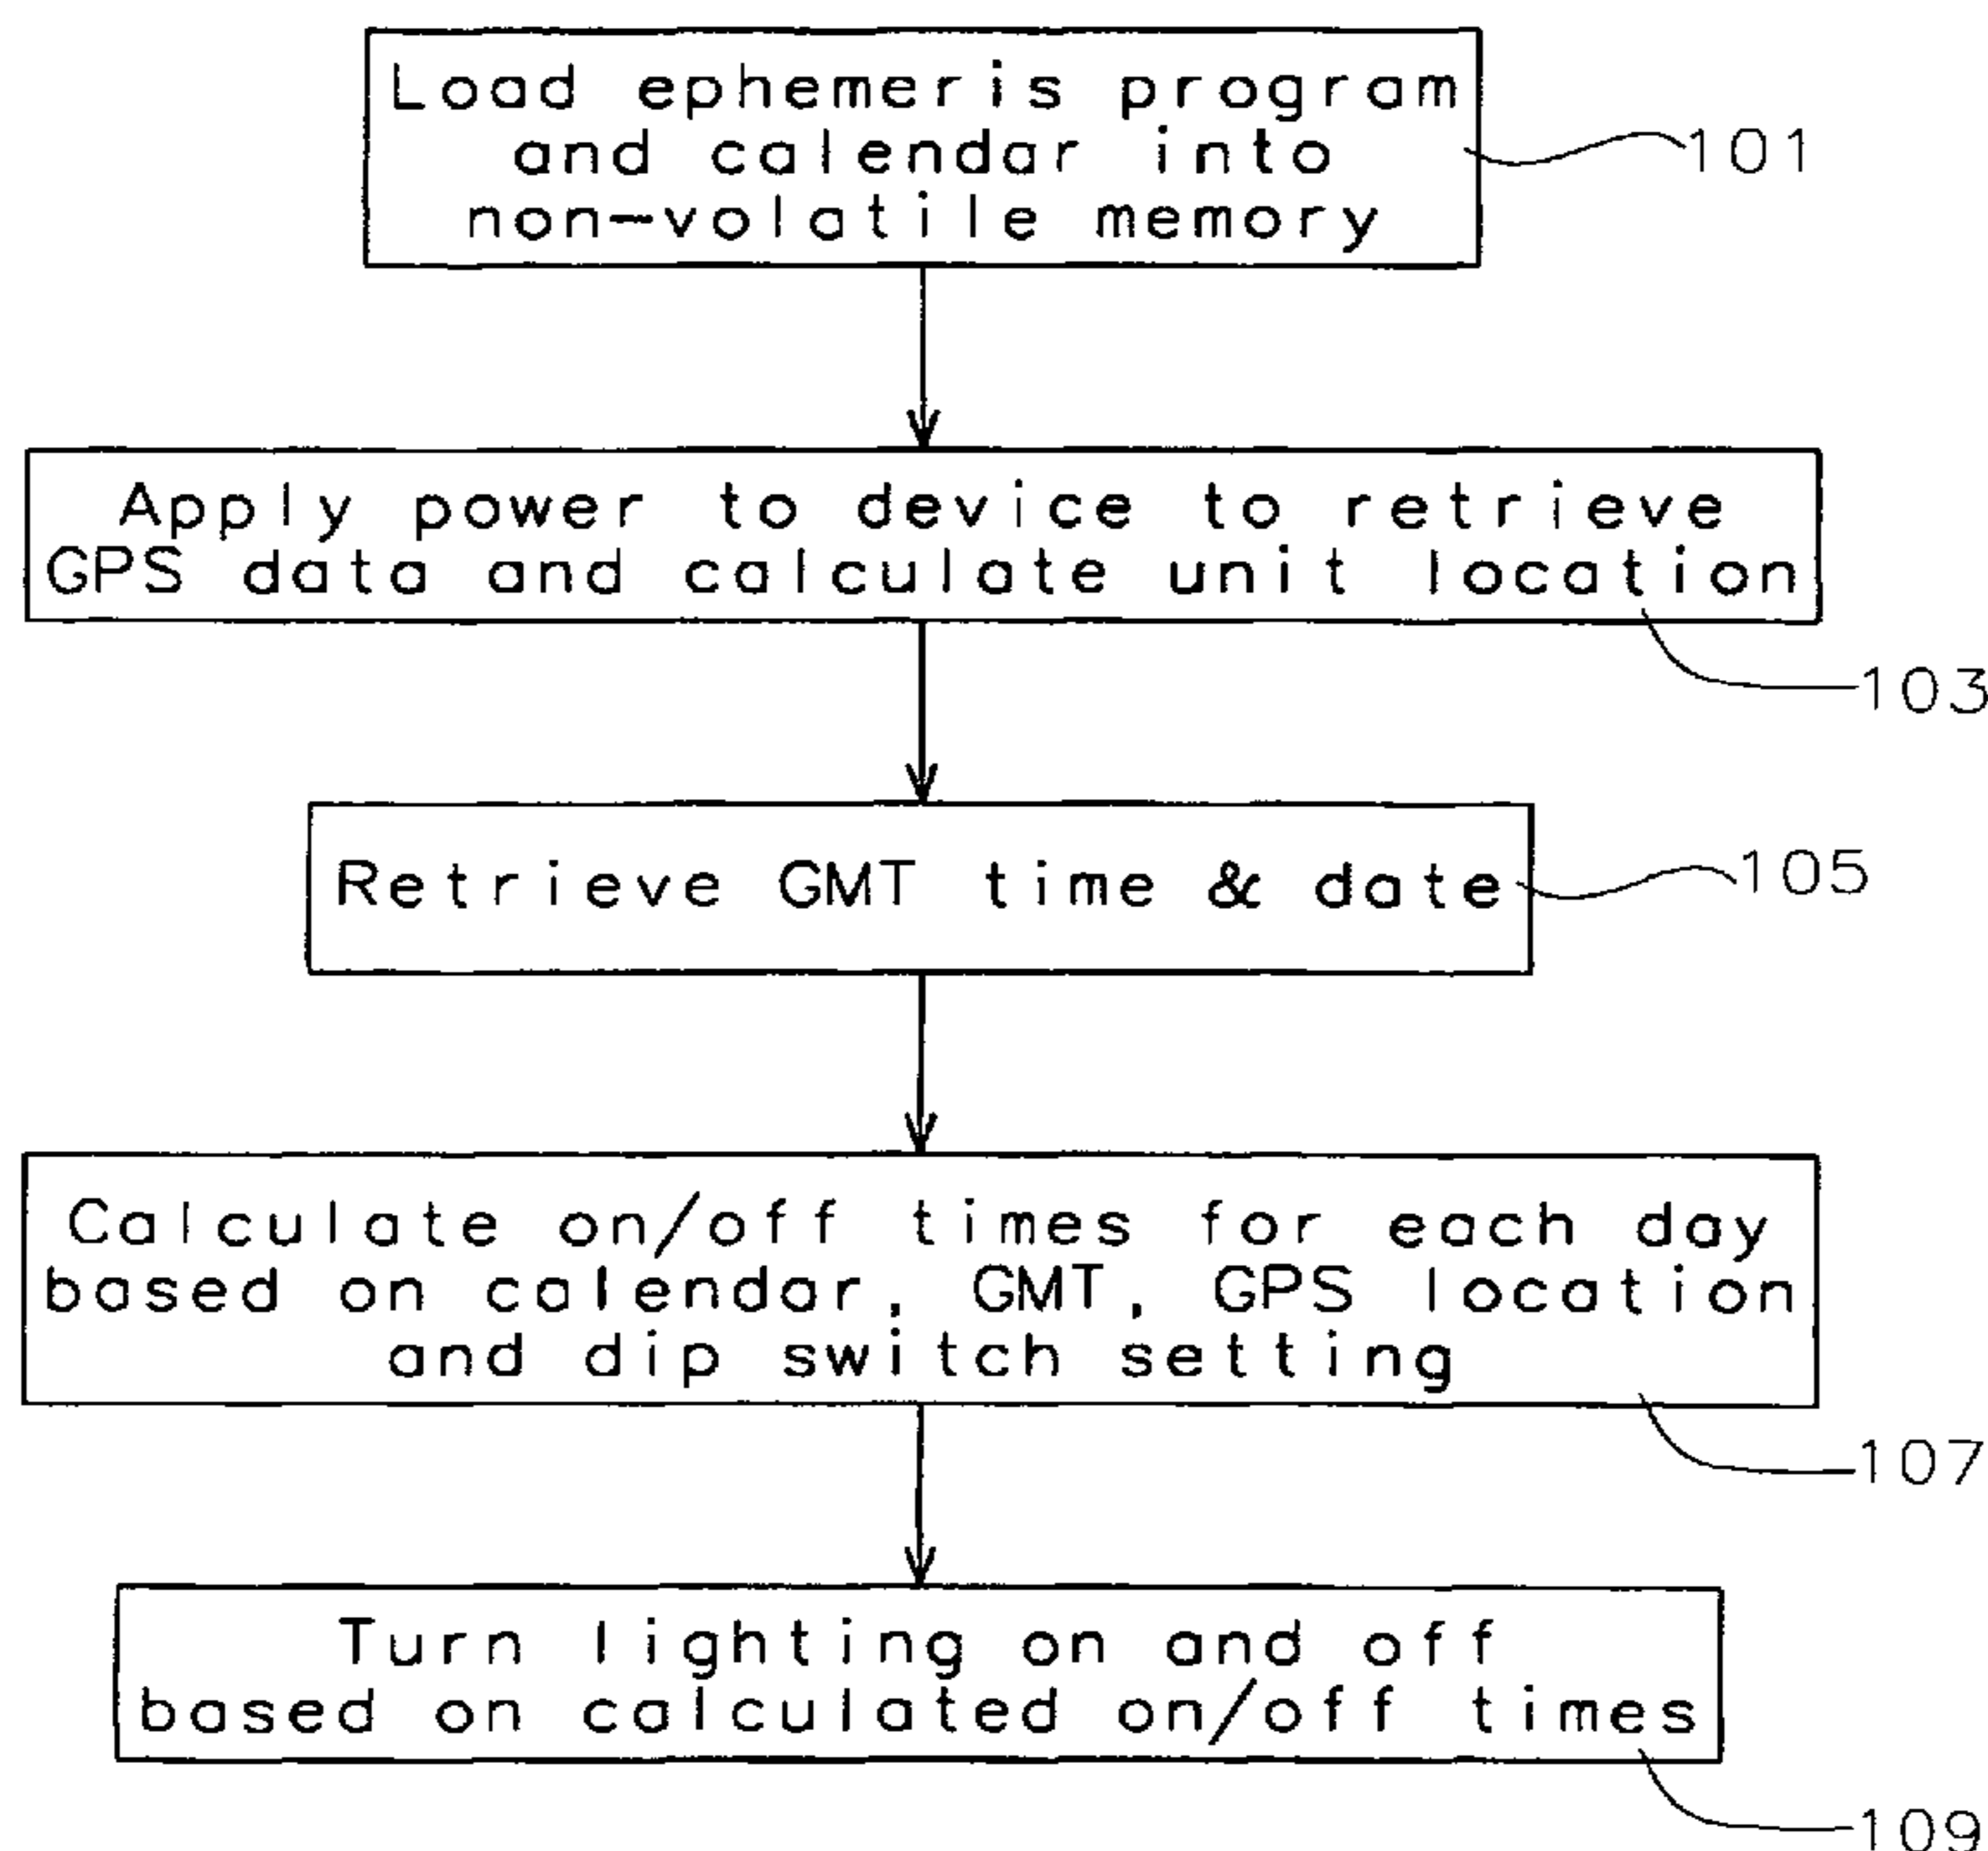 Load ephemeris program
and calendar into
non-volatile memory
101
Apply power to device to retrieve
GPS data and calculate unit location
103
Retrieve GMT time & date
105
Calculate on/off times for each day
based on calendar, GMT, GPS location
and dip switch setting
107
Turn lighting on and off
based on calculated on/off times
109